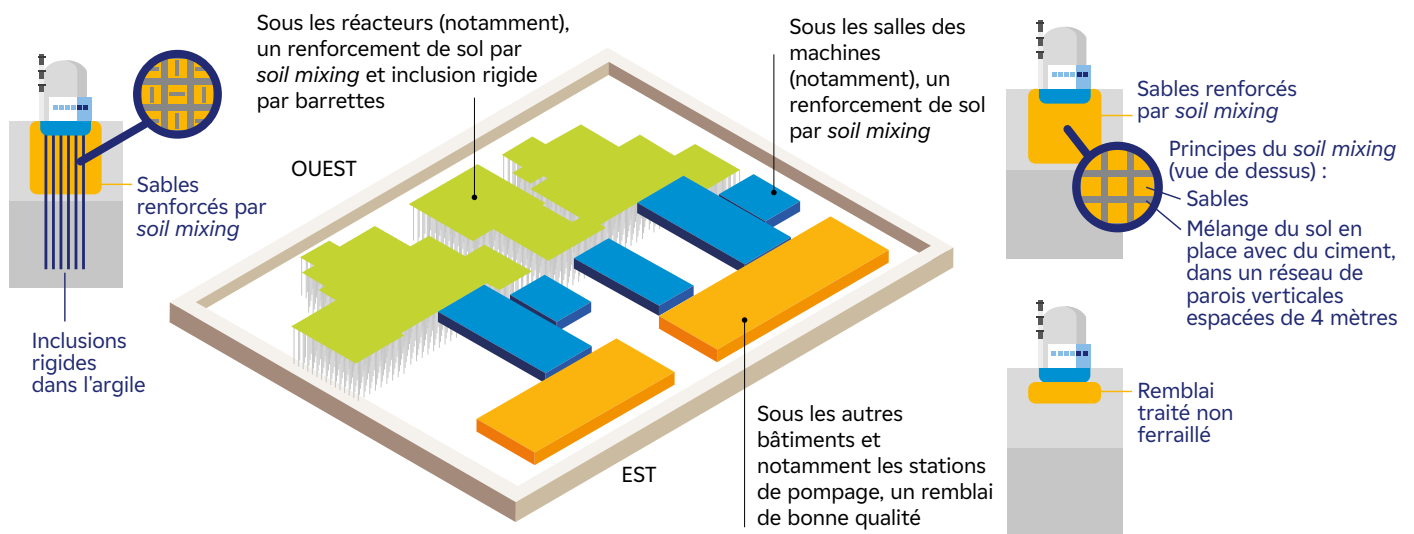 Sous les réacteurs (notamment),
un renforcement de sol par
soil mixing et inclusion rigide
par barrettes
Sous les salles des
machines
(notamment), un
renforcement de sol
par soil mixing
OUEST
Sables
renforcés par
soil mixing
Inclusions
rigides
dans l'argile
EST
Sous les autres
bâtiments et
notamment les stations
de pompage, un remblai
de bonne qualité
Sables renforcés
par soil mixing
Principes du soil mixing
(vue de dessus) :
Sables
Mélange du sol en
place avec du ciment,
dans un réseau de
parois verticales
espacées de 4 mètres
Remblai
traité non
ferraillé